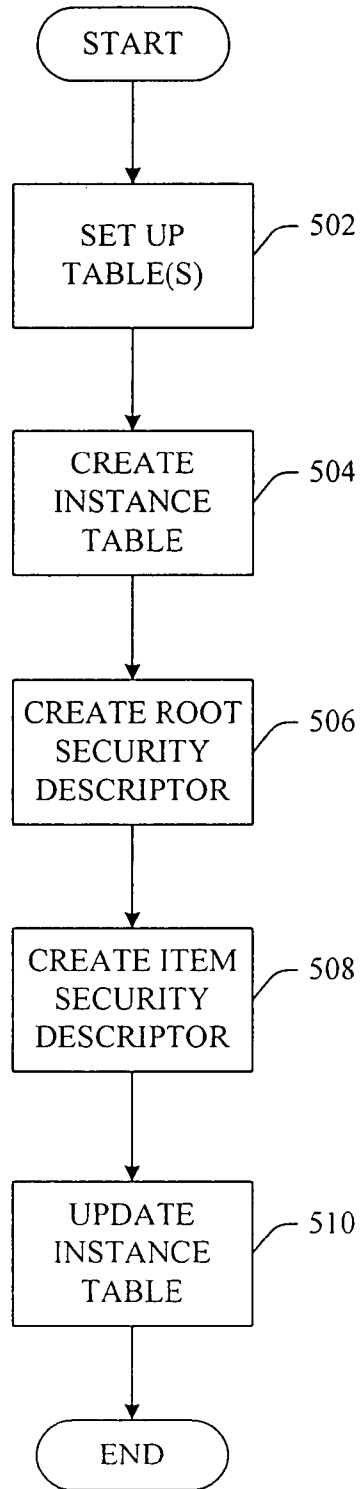 START
SET UP
TABLE(S)
502
CREATE
INSTANCE
TABLE
504
CREATE ROOT
SECURITY
DESCRIPTOR
506
CREATE ITEM
SECURITY
DESCRIPTOR
508
UPDATE
INSTANCE
TABLE
510
END